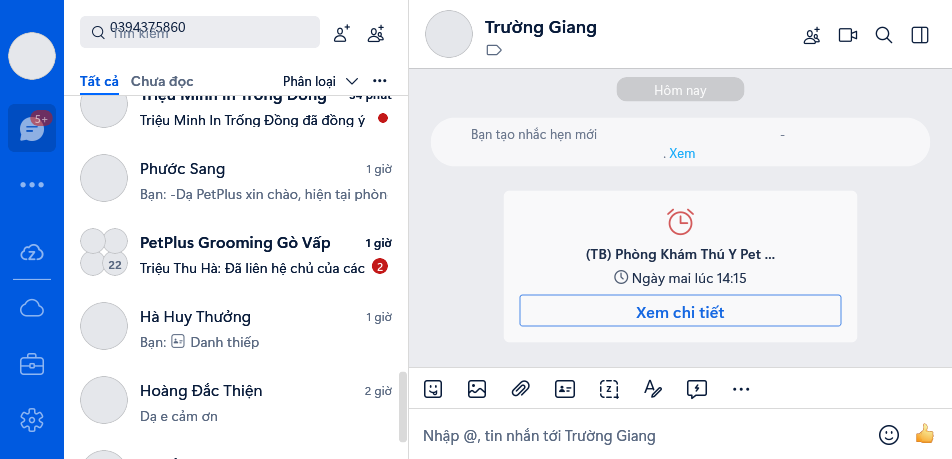 0394375860
Tìm kiếm
Tất cả
Chưa đọc
Phân loại
5+
Triệu Minh In Trống Đồng
54 phút
Triệu Minh In Trống Đồng đã đồng ý
Phước Sang
1 giờ
Bạn: -Dạ PetPlus xin chào, hiện tại phòn
PetPlus Grooming Gò Vấp
1 giờ
22
Triệu Thu Hà: Đã liên hệ chủ của các
2
Hà Huy Thưởng
1 giờ
Bạn: Danh thiếp
Hoàng Đắc Thiện
2 giờ
Dạ e cảm ơn
Trường Giang
Hôm nay
Bạn tạo nhắc hẹn mới -
. Xem
(TB) Phòng Khám Thú Y Pet ...
Ngày mai lúc 14:15
Xem chi tiết
Nhập @, tin nhắn tới Trường Giang